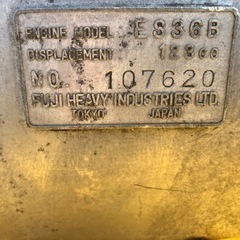 ENGINE MODEL ES36B
DISPLACEMENT 123cc
NO. 107620
FUJI HEAVY INDUSTRIES LTD.
TOKYO JAPAN